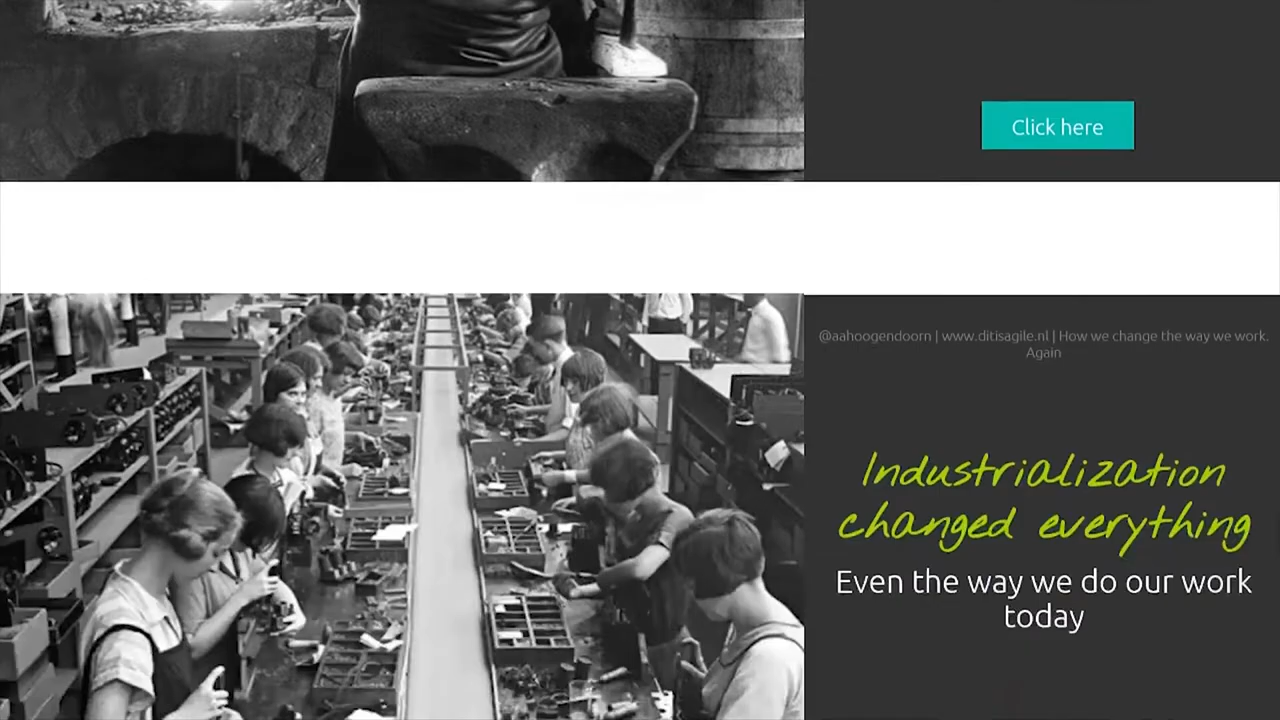 Click here
@aahoogendoorn | www.ditisagile.nl | How we change the way we work.
Again
Industrialization
changed everything
Even the way we do our work
today